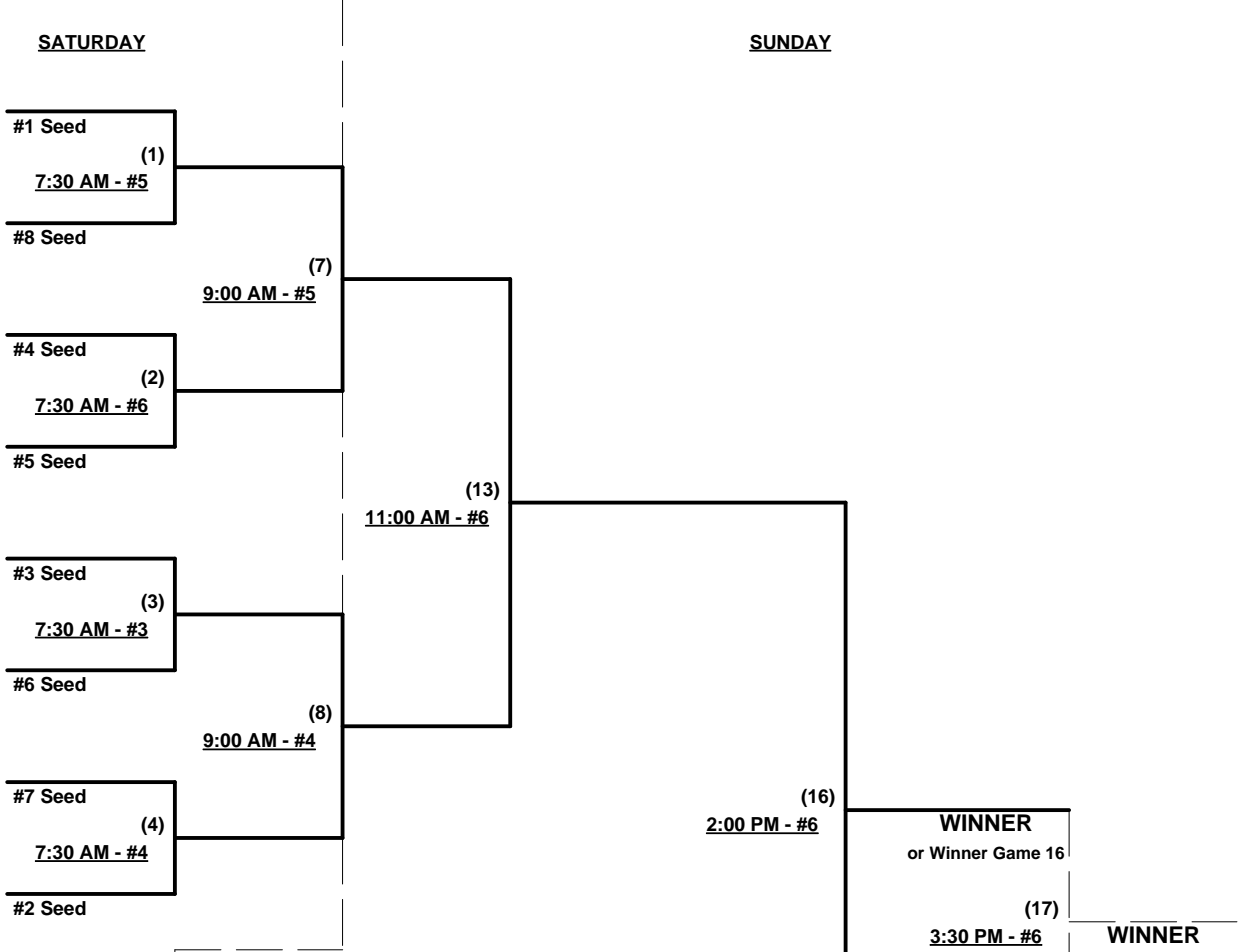 SATURDAY
SUNDAY
#1 Seed
(1)
7:30 AM - #5
#8 Seed
(7)
9:00 AM - #5
#4 Seed
(2)
7:30 AM - #6
#5 Seed
(13)
11:00 AM - #6
#3 Seed
(3)
7:30 AM - #3
#6 Seed
(8)
9:00 AM - #4
#7 Seed
(4)
7:30 AM - #4
#2 Seed
(16)
2:00 PM - #6
WINNER
or Winner Game 16
(17)
3:30 PM - #6
WINNER